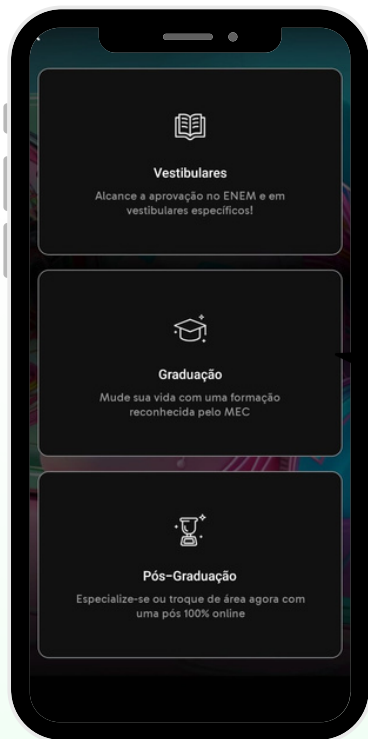 Vestibulares
Alcance a aprovação no ENEM e em
vestibulares específicos!
Graduação
Mude sua vida com uma formação
reconhecida pelo MEC
Pós-Graduação
Especialize-se ou troque de área agora com
uma pós 100% online